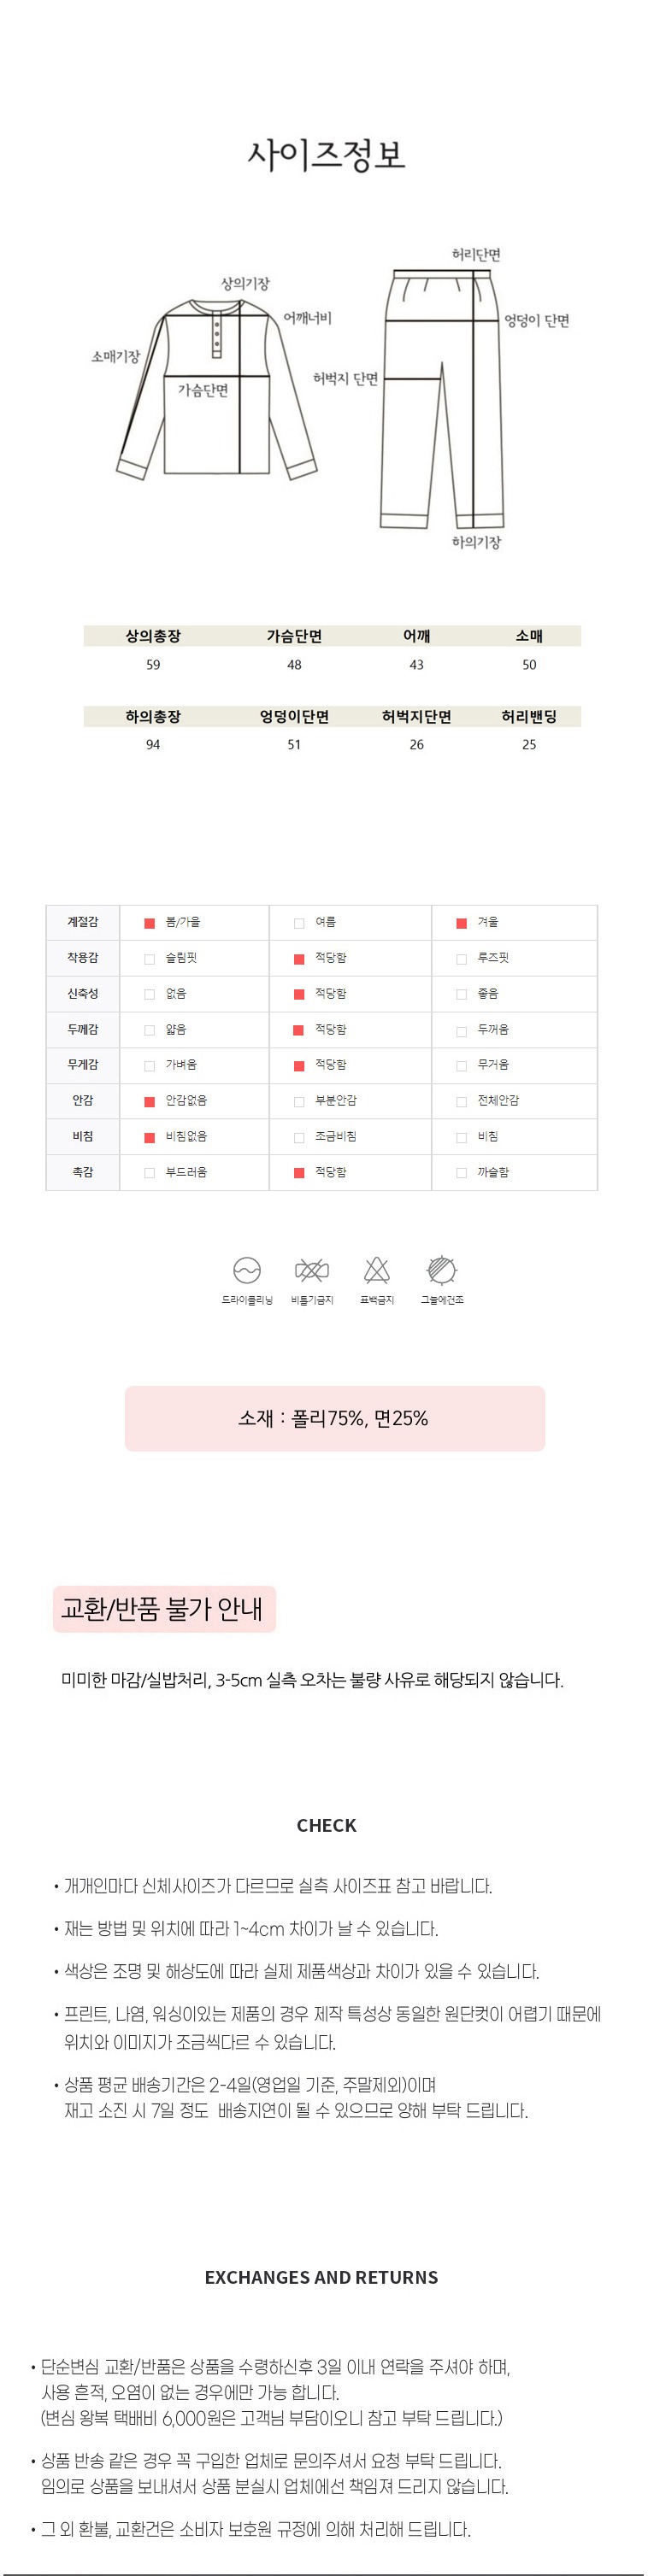 사이즈정보
허리단면
상의기장
어깨너비
엉덩이 단면
소매기장
허벅지 단면
가슴단면
하의기장
상의총장 가슴단면 어깨 소매
59 48 43 50
하의총장 엉덩이단면 허벅지단면 허리밴딩
94 51 26 25
계절감 봄/가을 여름 겨울
착용감 슬림핏 적당함 루즈핏
신축성 없음 적당함 좋음
두께감 얇음 적당함 두꺼움
무게감 가벼움 적당함 무거움
안감 안감없음 부분안감 전체안감
비침 비침없음 조금비침 비침
촉감 부드러움 적당함 까슬함
드라이클리닝 비틀기금지 표백금지 그늘에건조
소재 : 폴리75%, 면25%
교환/반품 불가 안내
미미한 마감/실밥처리, 3-5cm 실측 오차는 불량 사유로 해당되지 않습니다.
CHECK
• 개개인마다 신체사이즈가 다르므로 실측 사이즈표 참고 바랍니다.
• 재는 방법 및 위치에 따라 1~4cm 차이가 날 수 있습니다.
• 색상은 조명 및 해상도에 따라 실제 제품색상과 차이가 있을 수 있습니다.
• 프린트, 나염, 워싱이있는 제품의 경우 제작 특성상 동일한 원단컷이 어렵기 때문에
위치와 이미지가 조금씩다르 수 있습니다.
• 상품 평균 배송기간은 2-4일(영업일 기준, 주말제외)이며
재고 소진 시 7일 정도 배송지연이 될 수 있으므로 양해 부탁 드립니다.
EXCHANGES AND RETURNS
• 단순변심 교환/반품은 상품을 수령하신후 3일 이내 연락을 주셔야 하며,
사용 흔적, 오염이 없는 경우에만 가능 합니다.
(변심 왕복 택배비 6,000원은 고객님 부담이오니 참고 부탁 드립니다.)
• 상품 반송 같은 경우 꼭 구입한 업체로 문의주셔서 요청 부탁 드립니다.
임의로 상품을 보내셔서 상품 분실시 업체에선 책임져 드리지 않습니다.
• 그 외 환불, 교환건은 소비자 보호원 규정에 의해 처리해 드립니다.